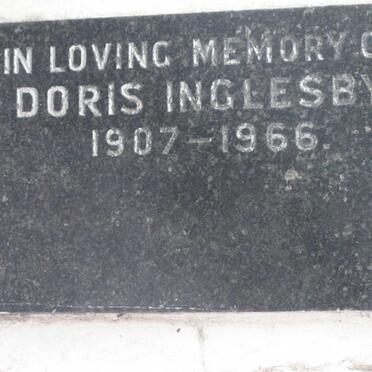 IN LOVING MEMORY O
DORIS INGLESBY
1907-1966.